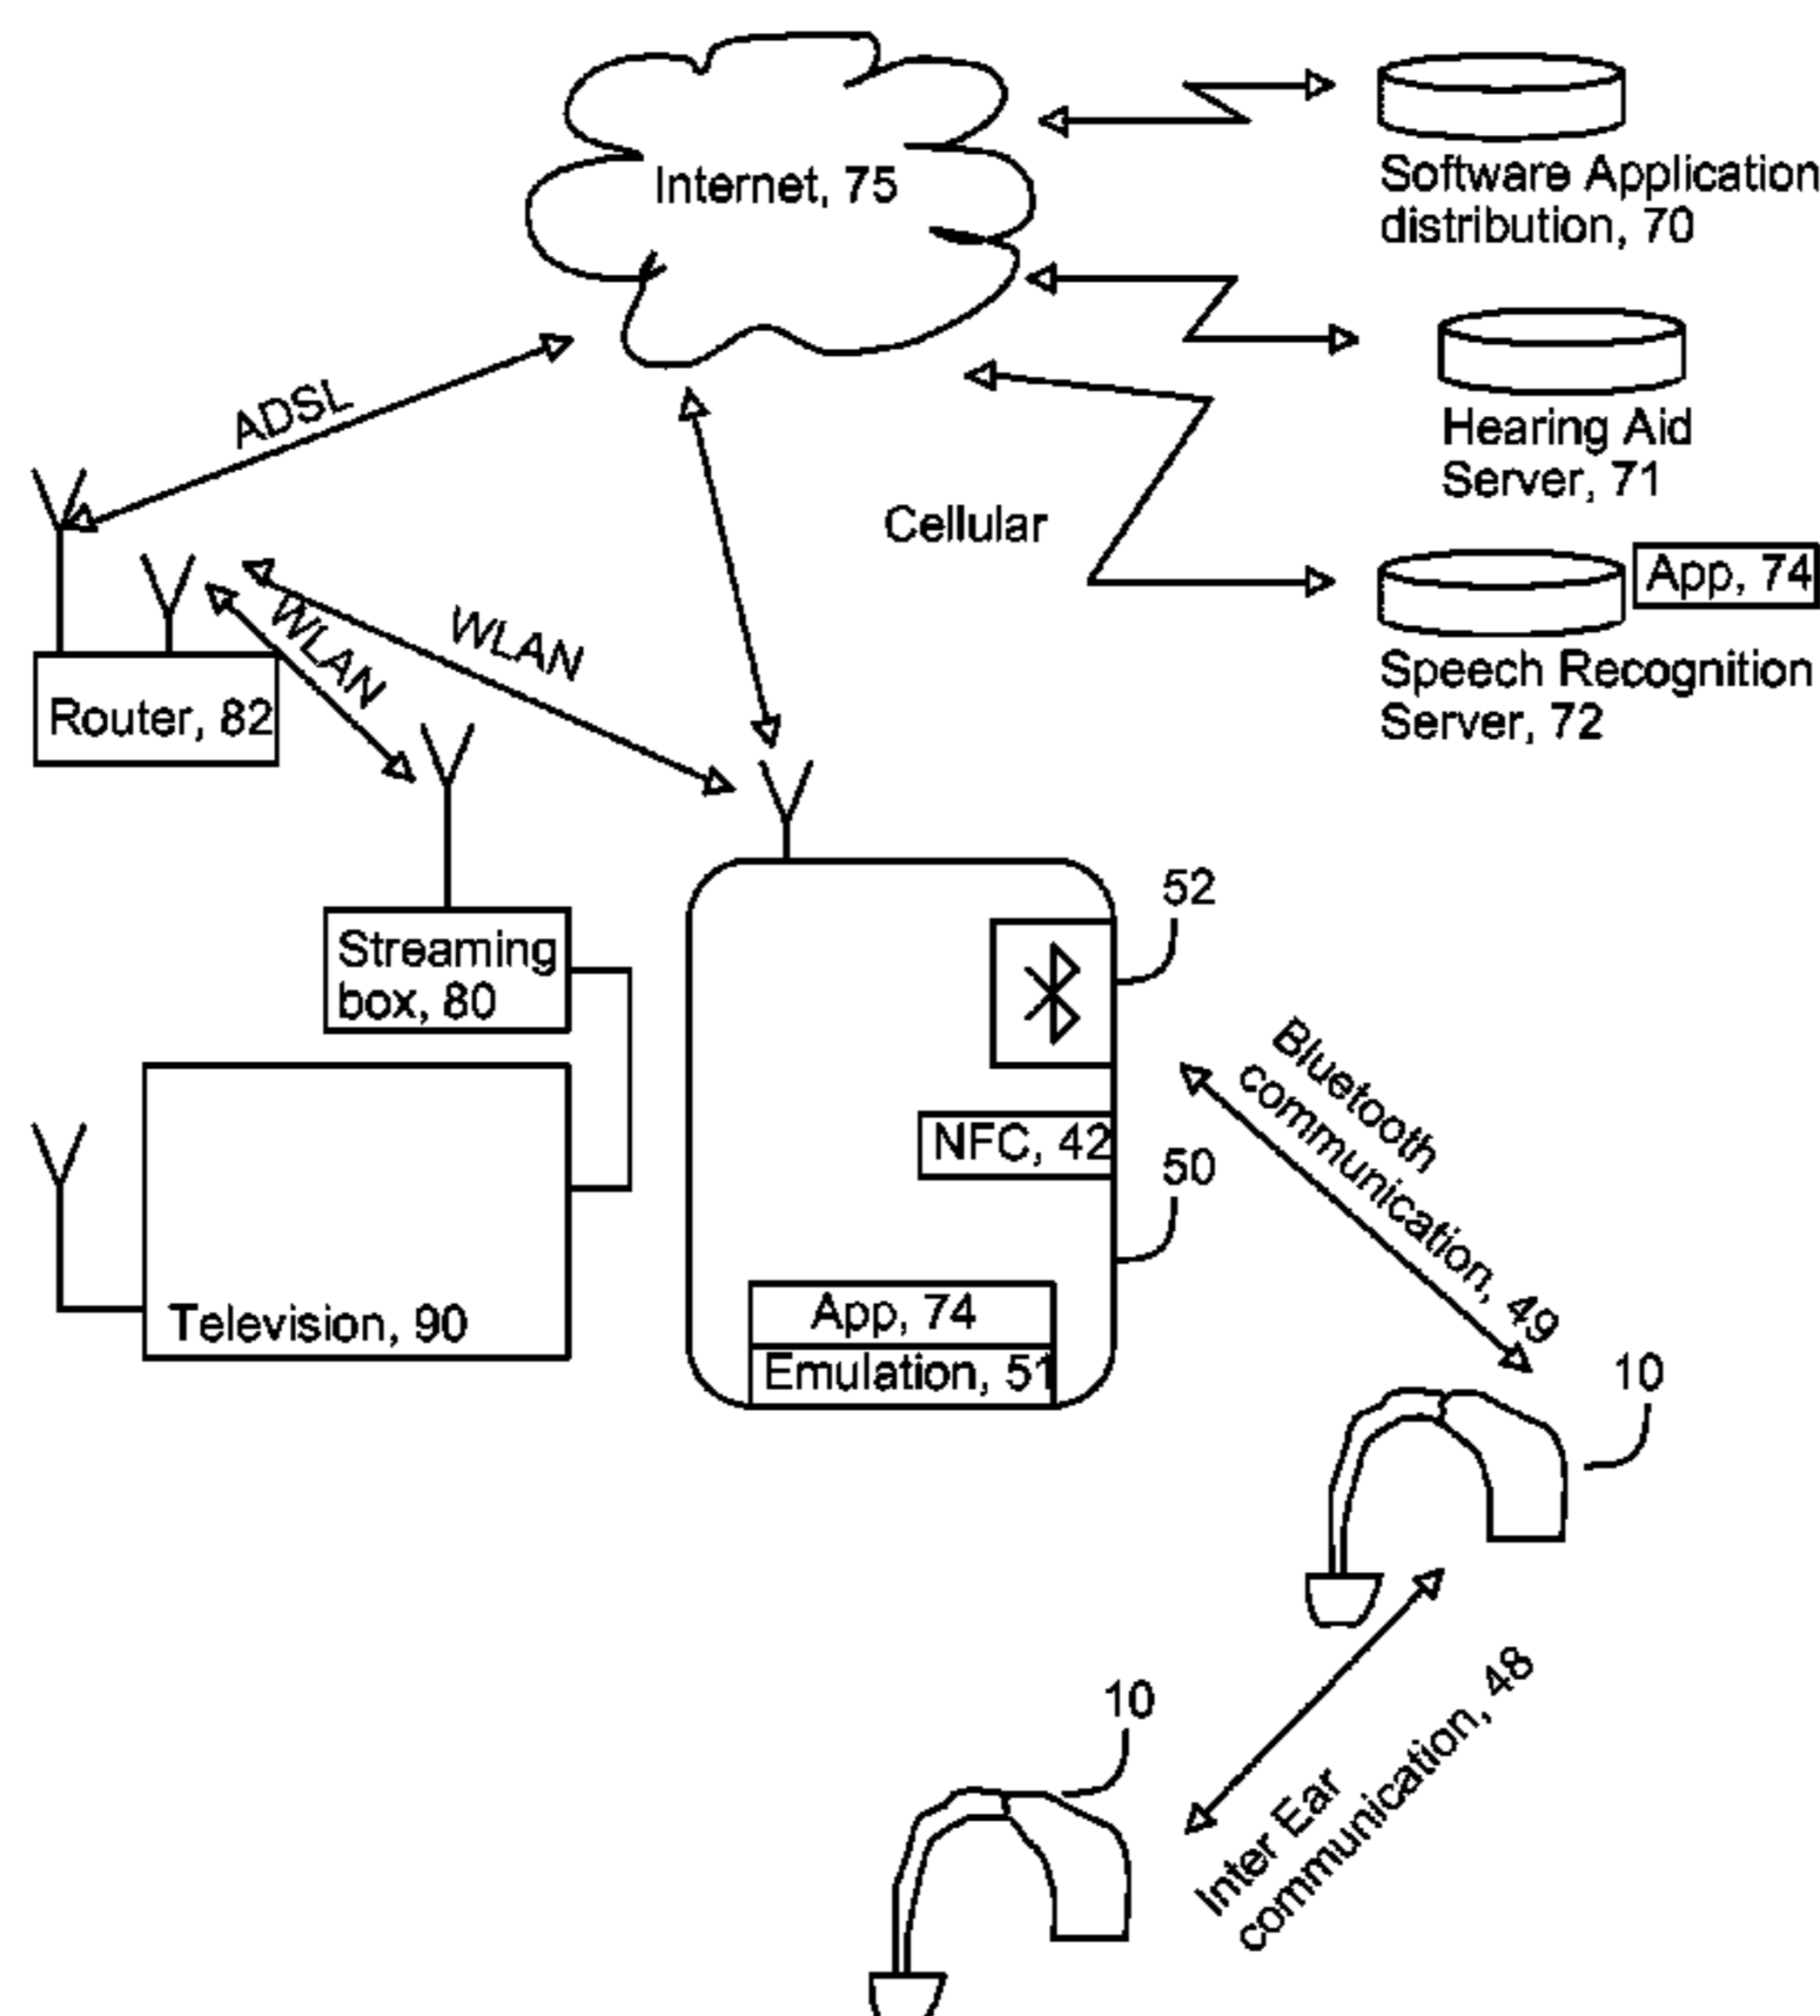 Internet, 75
Software Application
distribution, 70
Hearing Aid
Server, 71
ADSL
Cellular
App, 74
Speech Recognition
Server, 72
WLAN
WLAN
Router, 82
52
Streaming
box, 80
Bluetooth
communication, 49
NFC, 42
50
Television, 90
App, 74
Emulation, 51
10
10
Inter Ear
communication, 48